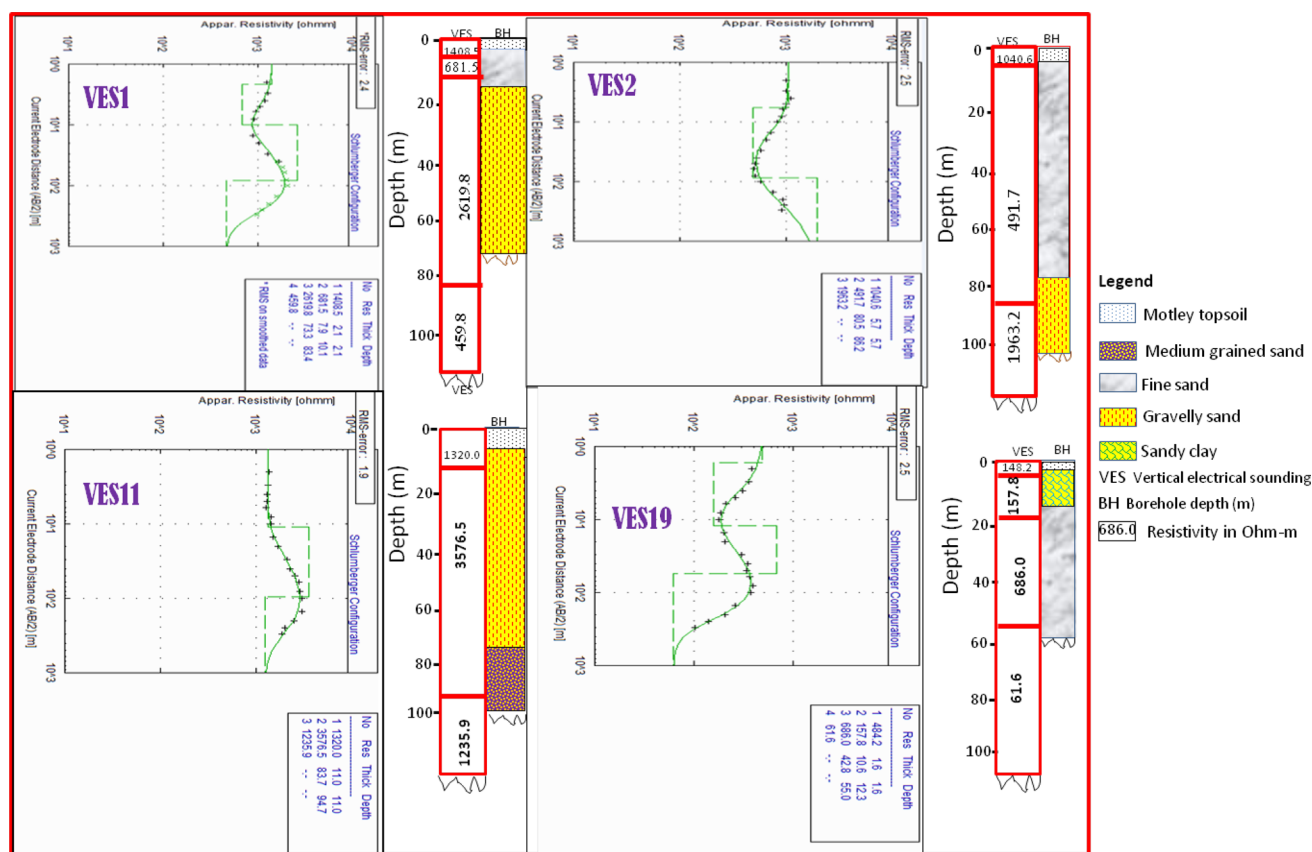 Appar. Resistivity [ohmm]
10^1
10^2
10^3
10^4
*RMS-error: 2.4
VES1
10^0
10^1
10^2
10^3
Current Electrode Distance (AB/2) [m]
Schlumberger Configuration
No Res Thick Depth
1 1408.5 2.1 2.1
2 681.5 7.9 10.1
3 2619.8 73.3 83.4
4 459.8 -.- -.-
* RMS on smoothed data
VES
BH
Depth (m)
0
20
40
60
80
100
1408.5
681.5
2619.8
459.8
Appar. Resistivity [ohmm]
10^1
10^2
10^3
10^4
RMS-error: 2.5
VES2
10^0
10^1
10^2
10^3
Current Electrode Distance (AB/2) [m]
Schlumberger Configuration
No Res Thick Depth
1 1040.6 5.7 5.7
2 491.7 80.5 86.2
3 1963.2 -.- -.-
VES
BH
Depth (m)
0
20
40
60
80
100
1040.6
491.7
1963.2
Appar. Resistivity [ohmm]
10^1
10^2
10^3
10^4
RMS-error: 1.9
VES11
10^0
10^1
10^2
10^3
Current Electrode Distance (AB/2) [m]
Schlumberger Configuration
No Res Thick Depth
1 1320.0 11.0 11.0
2 3576.5 83.7 94.7
3 1235.9 -.- -.-
VES
BH
Depth (m)
0
20
40
60
80
100
1320.0
3576.5
1235.9
Appar. Resistivity [ohmm]
10^1
10^2
10^3
10^4
RMS-error: 2.5
VES19
10^0
10^1
10^2
10^3
Current Electrode Distance (AB/2) [m]
Schlumberger Configuration
No Res Thick Depth
1 484.2 1.6 1.6
2 157.8 10.6 12.3
3 686.0 42.8 55.0
4 61.6 -.- -.-
VES
BH
Depth (m)
0
20
40
60
80
100
148.2
157.8
686.0
61.6
Legend
Motley topsoil
Medium grained sand
Fine sand
Gravelly sand
Sandy clay
VES Vertical electrical sounding
BH Borehole depth (m)
686.0 Resistivity in Ohm-m